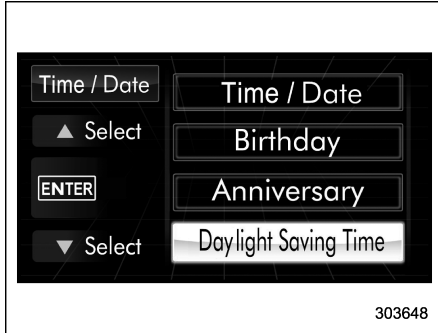 Time / Date
▲ Select
ENTER
▼ Select
Time / Date
Birthday
Anniversary
Daylight Saving Time
303648